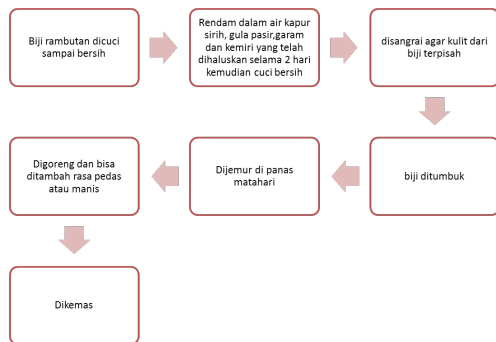 Biji rambutan dicuci
sampai bersih
Rendam dalam air kapur
sirih, gula pasir,garam
dan kemiri yang telah
dihaluskan selama 2 hari
kemudian cuci bersih
disangrai agar kulit dari
biji terpisah
biji ditumbuk
Dijemur di panas
matahari
Digoreng dan bisa
ditambah rasa pedas
atau manis
Dikemas